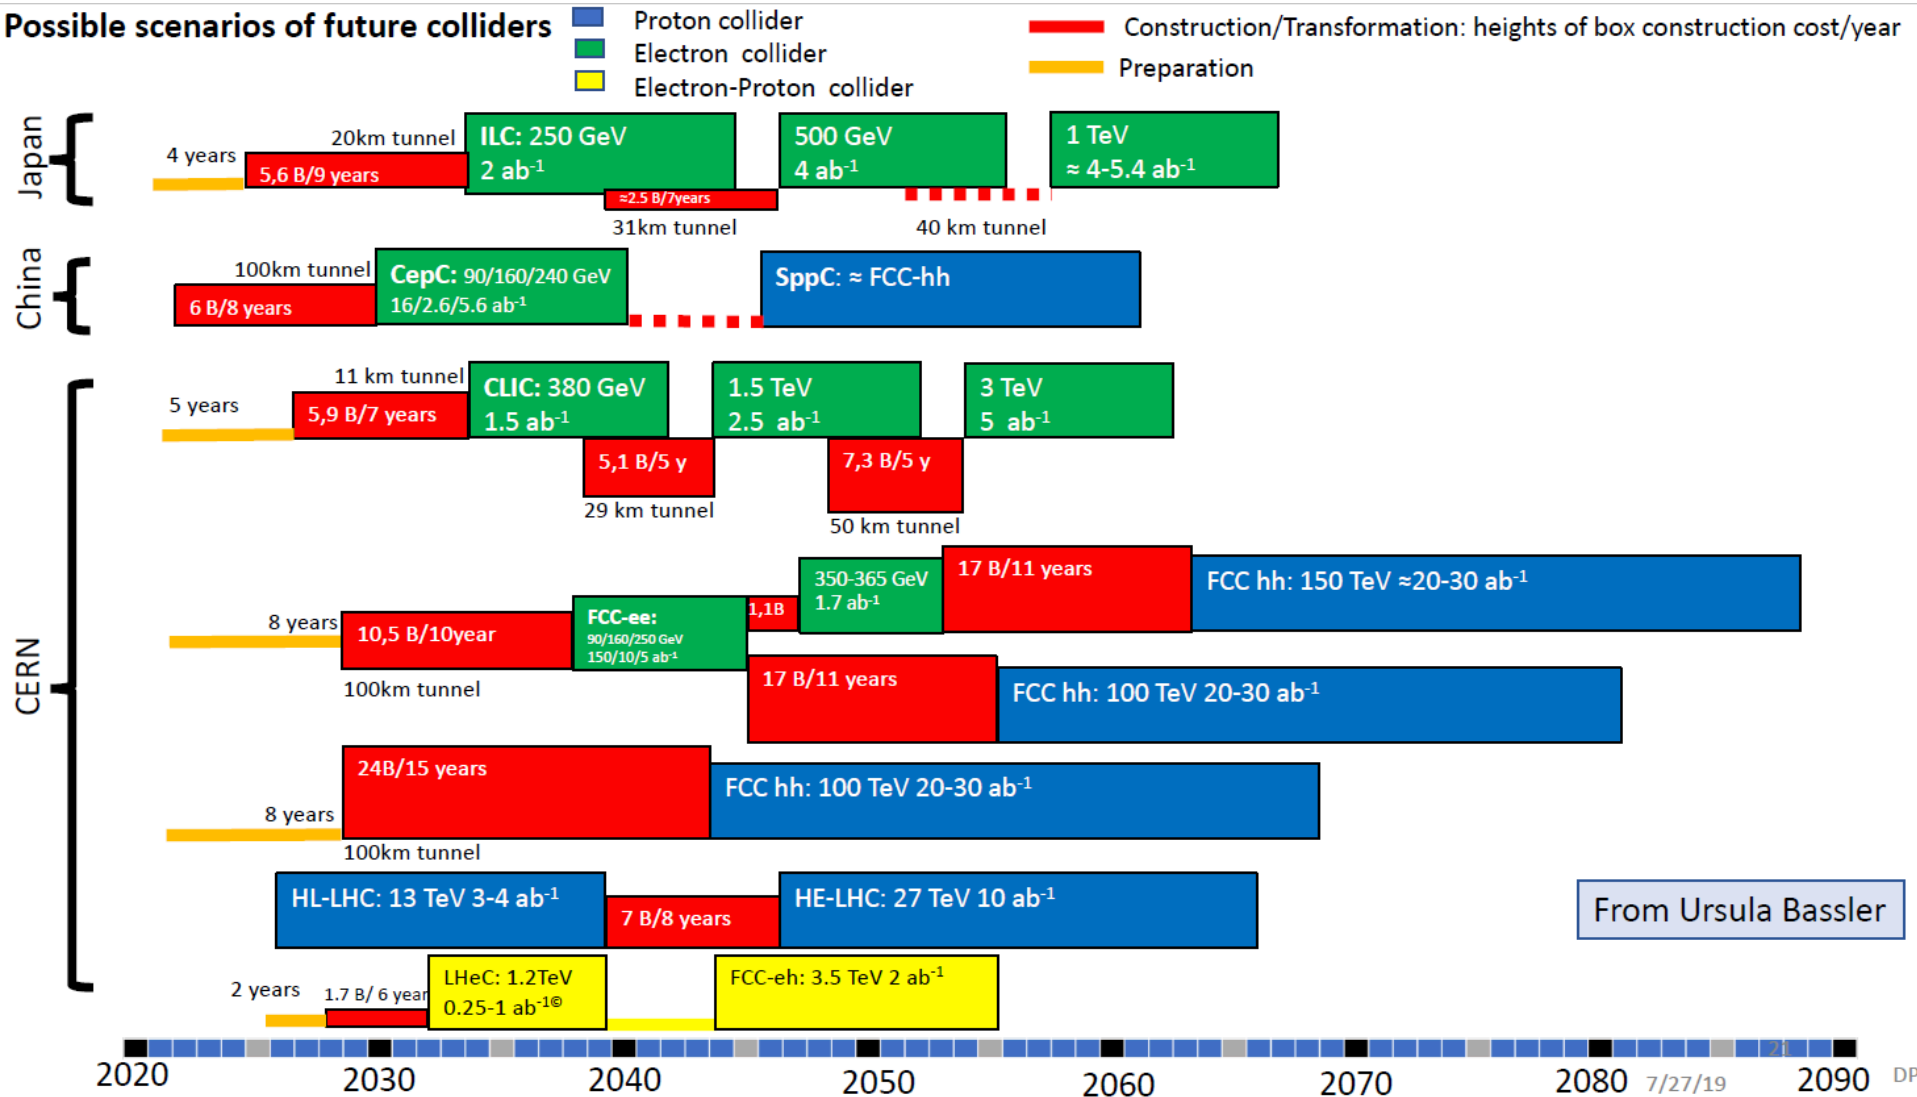 Possible scenarios of future colliders
Proton collider
Electron collider
Electron-Proton collider
Construction/Transformation: heights of box construction cost/year
Preparation
Japan
4 years
20km tunnel
5,6 B/9 years
ILC: 250 GeV
2 ab-1
≈2.5 B/7years
31km tunnel
500 GeV
4 ab-1
40 km tunnel
1 TeV
≈ 4-5.4 ab-1
China
100km tunnel
6 B/8 years
CepC: 90/160/240 GeV
16/2.6/5.6 ab-1
SppC: ≈ FCC-hh
CERN
5 years
11 km tunnel
5,9 B/7 years
CLIC: 380 GeV
1.5 ab-1
5,1 B/5 y
29 km tunnel
1.5 TeV
2.5 ab-1
7,3 B/5 y
50 km tunnel
3 TeV
5 ab-1
8 years
10,5 B/10year
100km tunnel
FCC-ee:
90/160/250 GeV
150/10/5 ab-1
1,1B
350-365 GeV
1.7 ab-1
17 B/11 years
FCC hh: 150 TeV ≈20-30 ab-1
17 B/11 years
FCC hh: 100 TeV 20-30 ab-1
8 years
24B/15 years
100km tunnel
FCC hh: 100 TeV 20-30 ab-1
HL-LHC: 13 TeV 3-4 ab-1
7 B/8 years
HE-LHC: 27 TeV 10 ab-1
From Ursula Bassler
2 years
1.7 B/ 6 year
LHeC: 1.2TeV
0.25-1 ab-1©
FCC-eh: 3.5 TeV 2 ab-1
21
2020
2030
2040
2050
2060
2070
2080
7/27/19
2090
DP